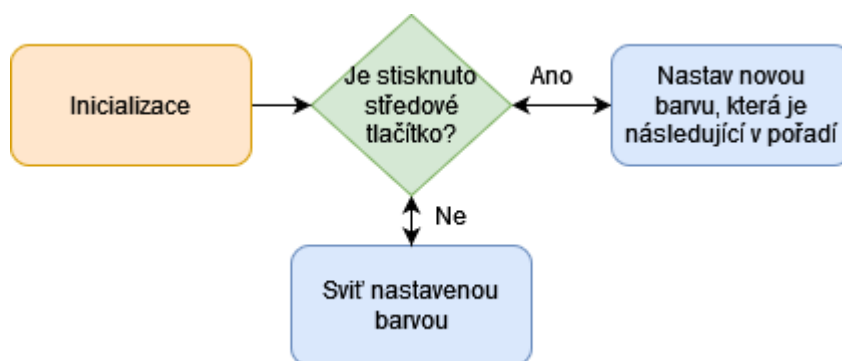 Inicializace
Je stisknuto
středové
tlačítko?
Ano
Nastav novou
barvu, která je
následující v pořadí
Ne
Sviť nastavenou
barvou